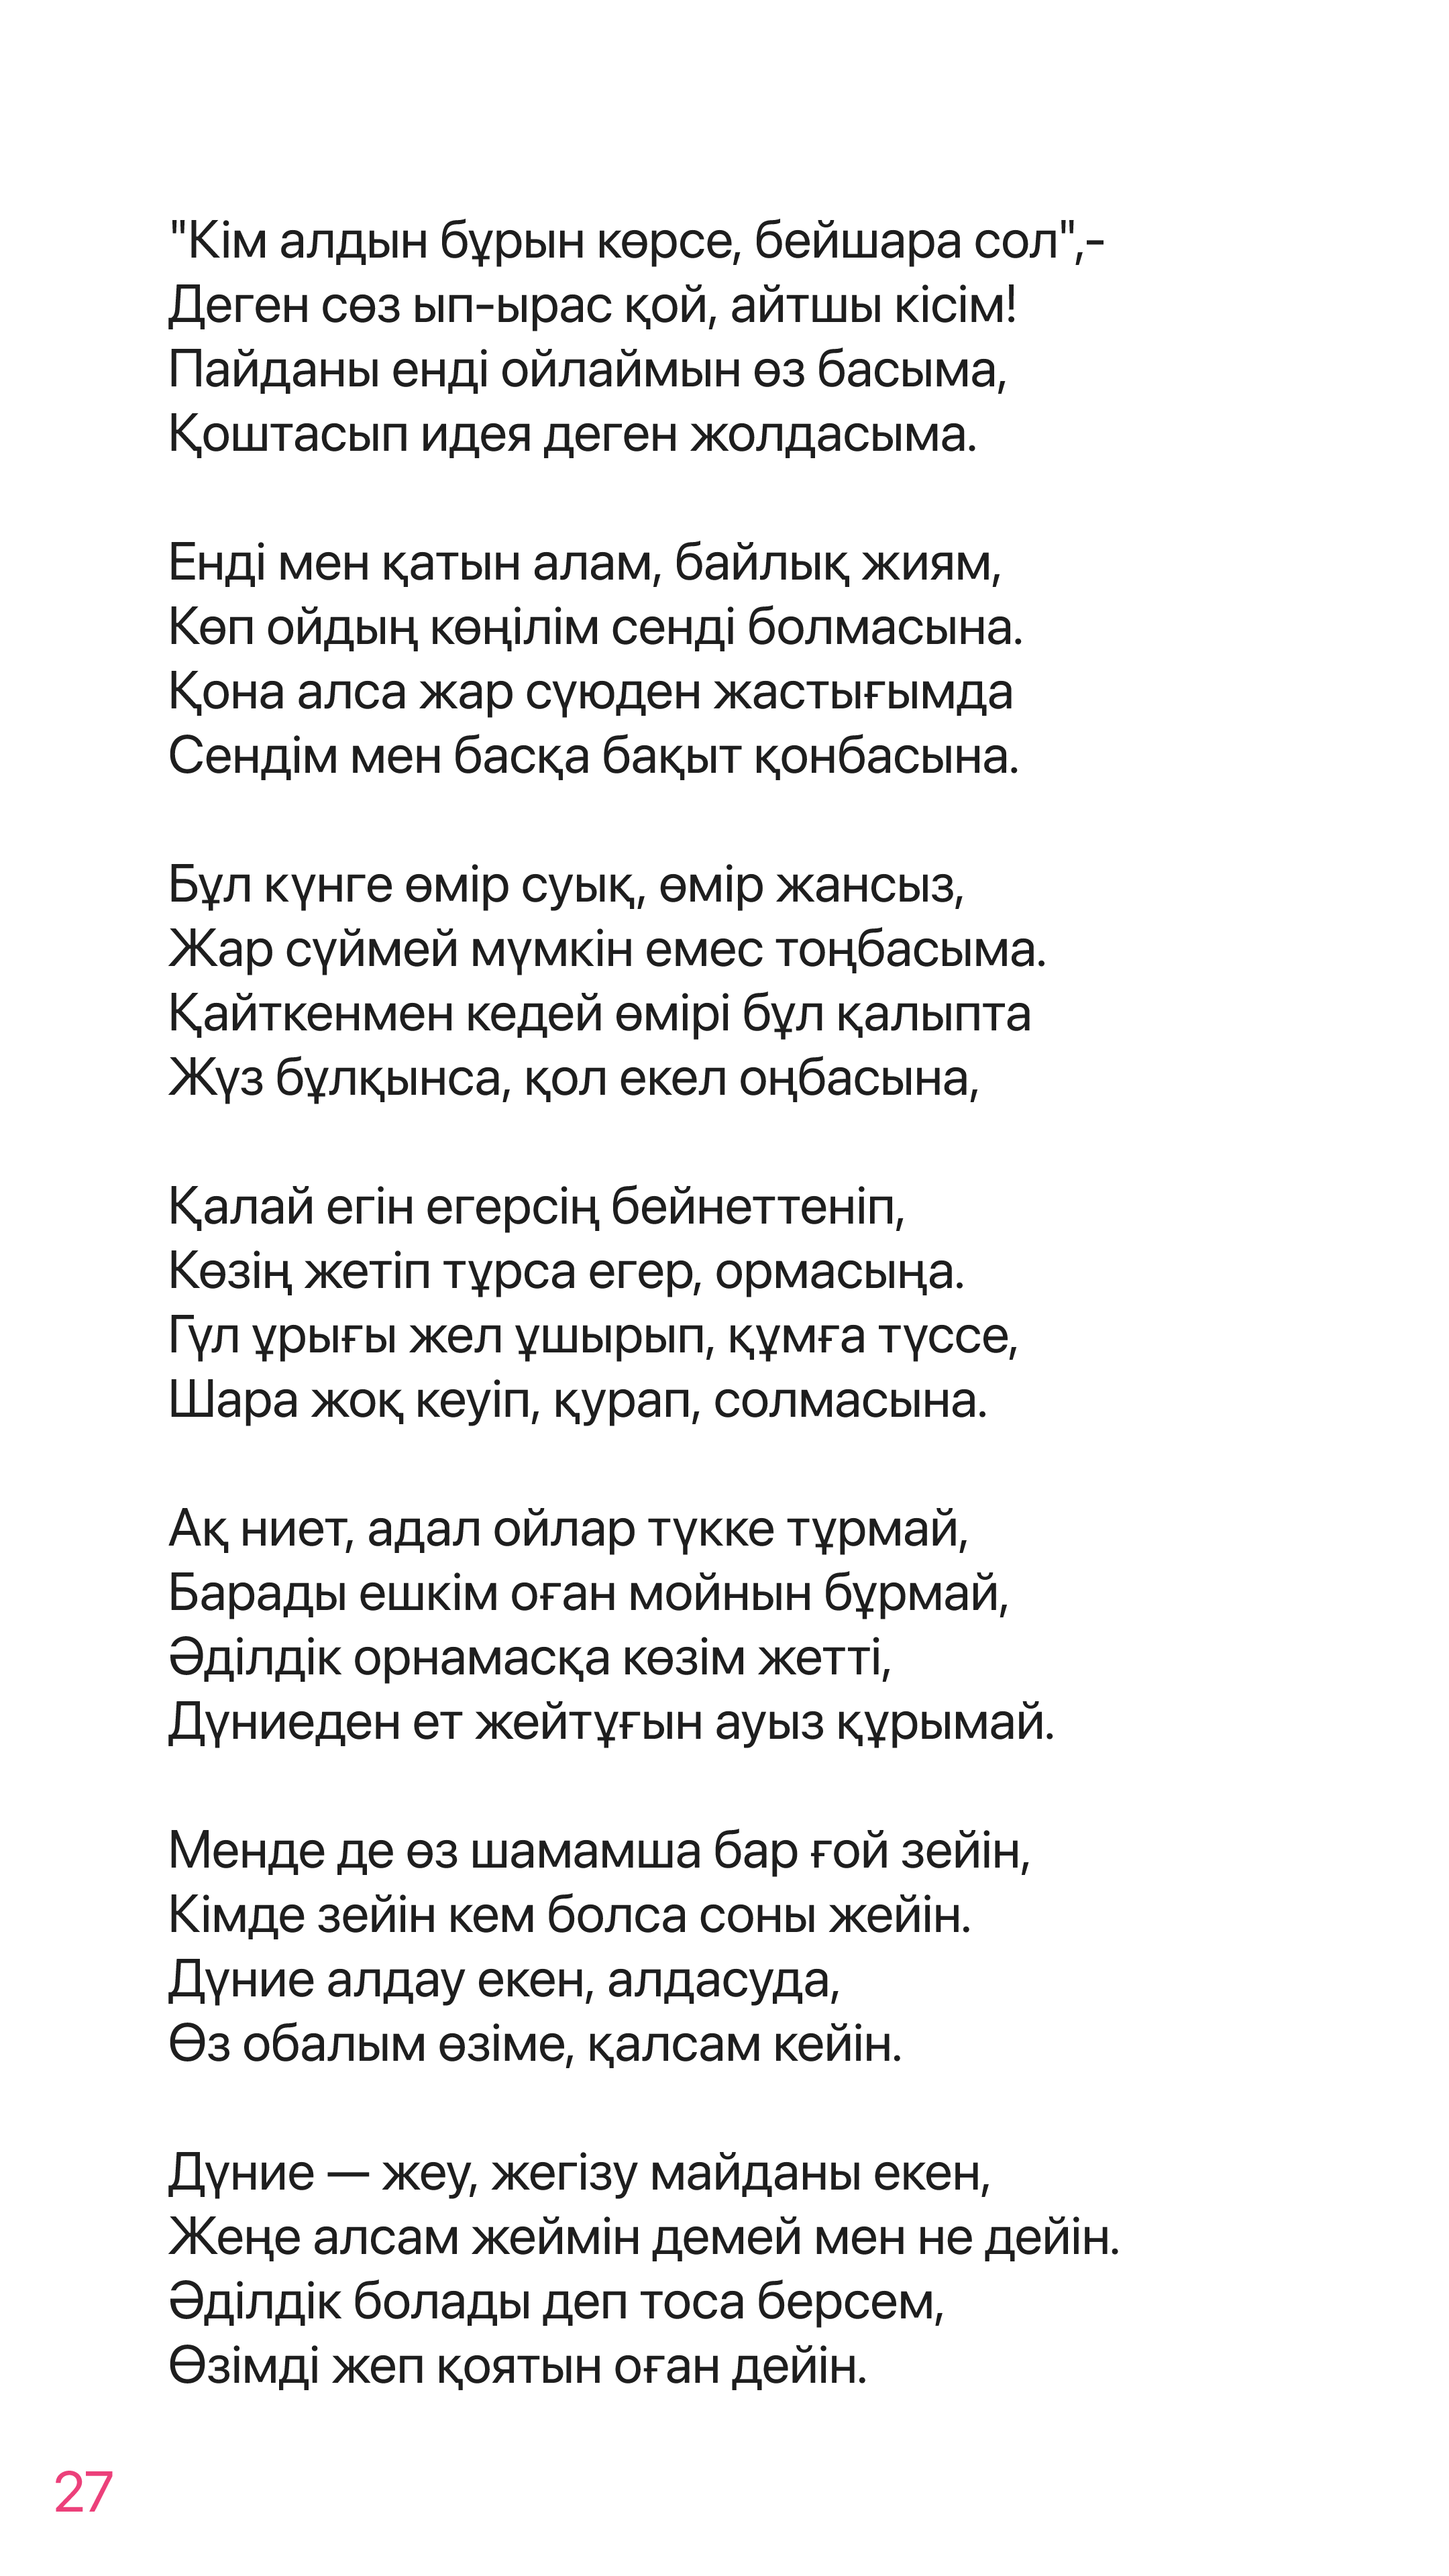 "Кім алдын бұрын көрсе, бейшара сол",-
Деген сөз ып-ырас қой, айтшы кісім!
Пайданы енді ойлаймын өз басыма,
Қоштасып идея деген жолдасыма.

Енді мен қатын алам, байлық жиям,
Көп ойдың көңілім сенді болмасына.
Қона алса жар сүюден жастығымда
Сендім мен басқа бақыт қонбасына.

Бұл күнге өмір суық, өмір жансыз,
Жар сүймей мүмкін емес тоңбасыма.
Қайткенмен кедей өмірі бұл қалыпта
Жүз бұлқынса, қол екел оңбасына,

Қалай егін егерсің бейнеттеніп,
Көзің жетіп тұрса егер, ормасыңа.
Гүл ұрығы жел ұшырып, құмға түссе,
Шара жоқ кеуіп, қурап, солмасына.

Ақ ниет, адал ойлар түкке тұрмай,
Барады ешкім оған мойнын бұрмай,
Әділдік орнамасқа көзім жетті,
Дүниеден ет жейтұғын ауыз құрымай.

Менде де өз шамамша бар ғой зейін,
Кімде зейін кем болса соны жейін.
Дүние алдау екен, алдасуда,
Өз обалым өзіме, қалсам кейін.

Дүние — жеу, жегізу майданы екен,
Жеңе алсам жеймін демей мен не дейін.
Әділдік болады деп тоса берсем,
Өзімді жеп қоятын оған дейін.

27